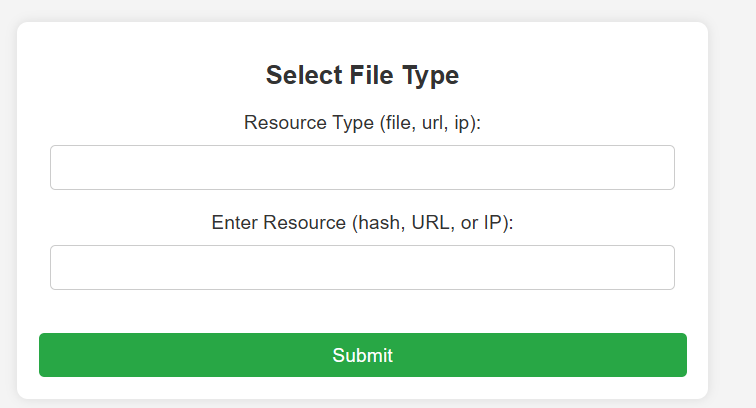 Select File Type
Resource Type (file, url, ip):
Enter Resource (hash, URL, or IP):
Submit